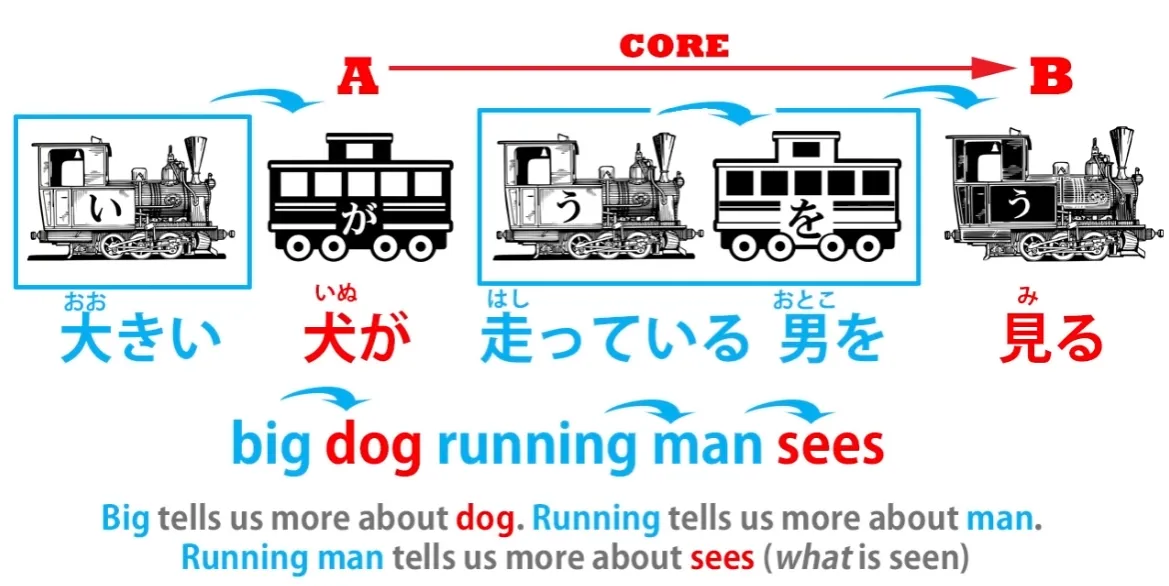 CORE
A B
い が う を う
おお いぬ はし おとこ み
大きい 犬が 走っている 男を 見る
big dog running man sees
Big tells us more about dog. Running tells us more about man.
Running man tells us more about sees (what is seen)